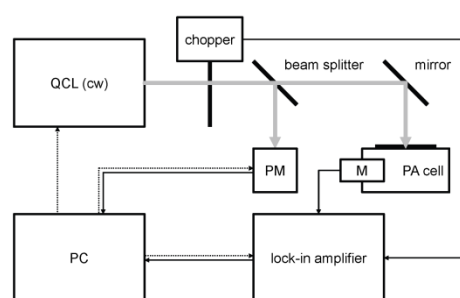 chopper
beam splitter
mirror
QCL (cw)
PM
M
PA cell
PC
lock-in amplifier